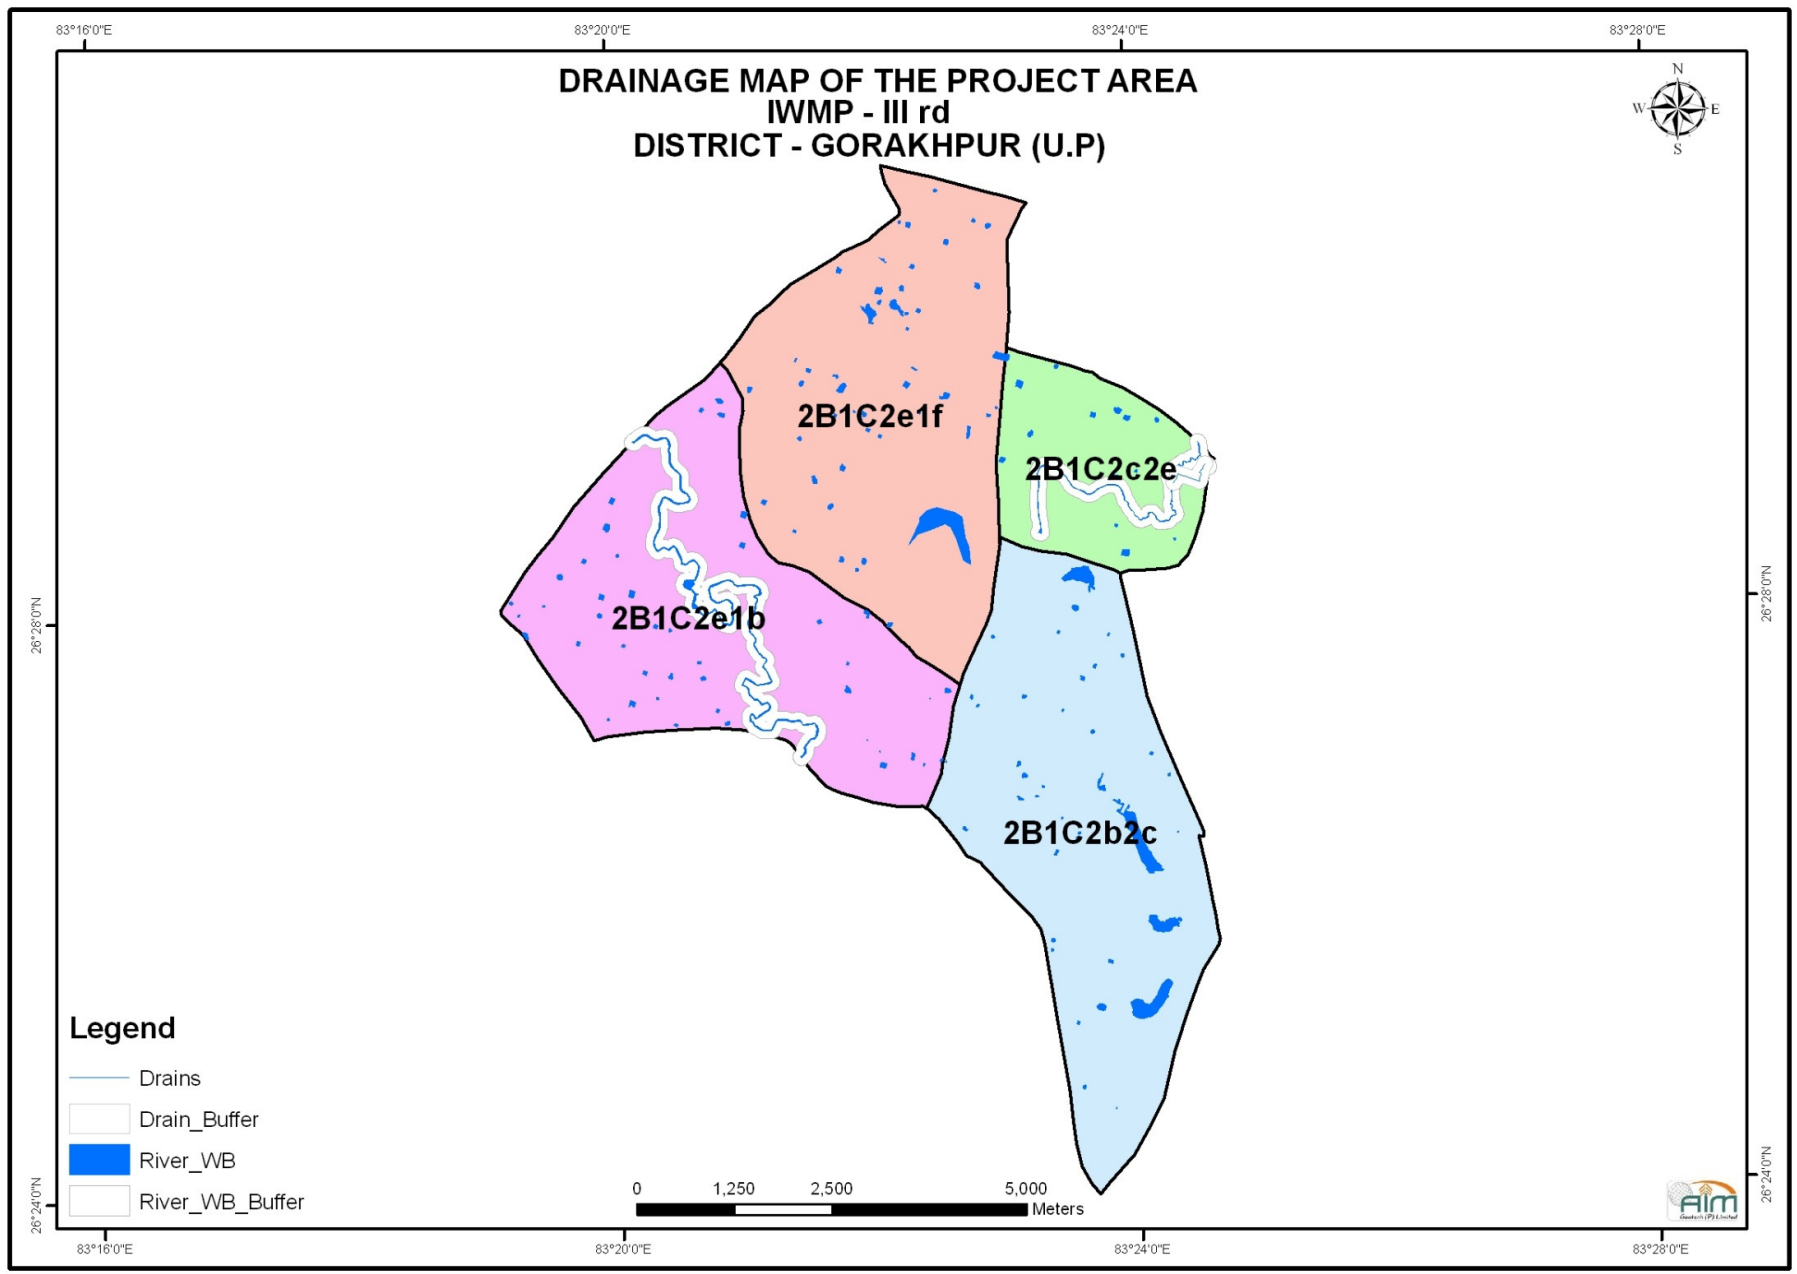 83°16'0"E
83°20'0"E
83°24'0"E
83°28'0"E
DRAINAGE MAP OF THE PROJECT AREA
IWMP - III rd
DISTRICT - GORAKHPUR (U.P)
N
W
E
S
2B1C2e1f
2B1C2c2e
26°28'0"N
26°28'0"N
2B1C2e1b
2B1C2b2c
Legend
Drains
Drain_Buffer
River_WB
River_WB_Buffer
0
1,250
2,500
5,000
Meters
26°24'0"N
26°24'0"N
AIM
Geotech (P) Limited
83°16'0"E
83°20'0"E
83°24'0"E
83°28'0"E